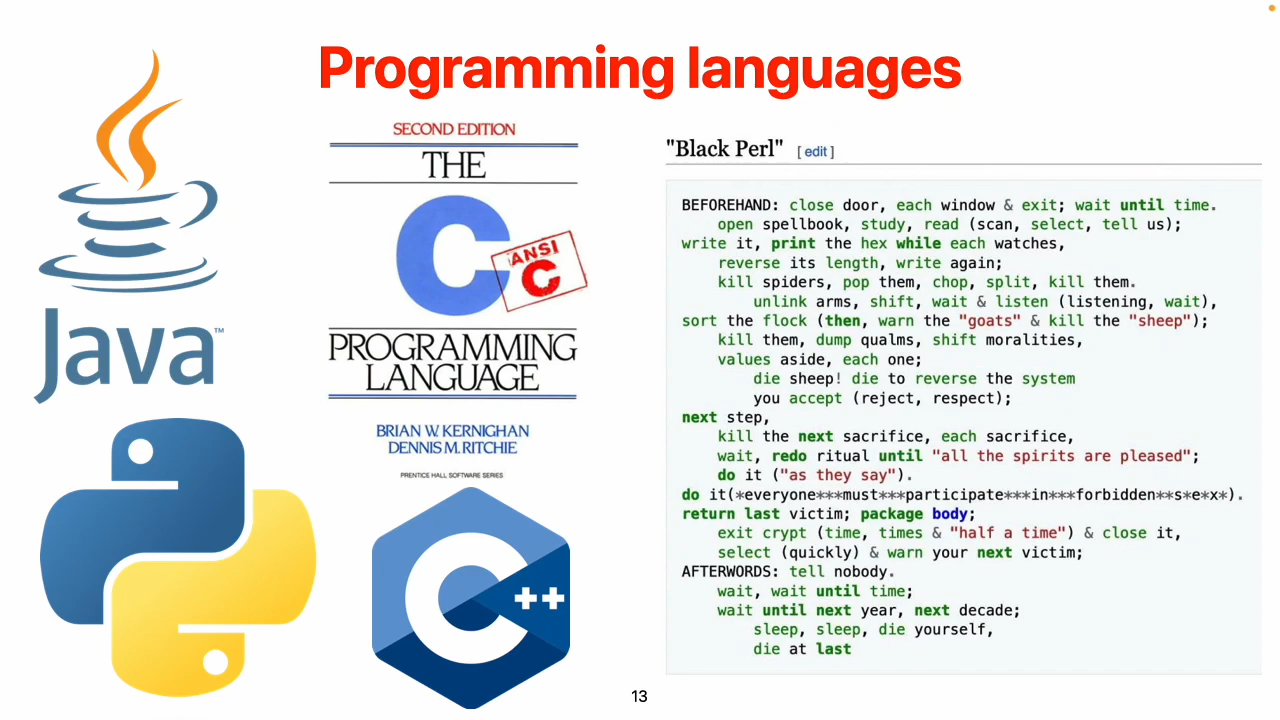 Programming languages
Java™
SECOND EDITION
THE
C
ANSI
C
PROGRAMMING
LANGUAGE
BRIAN W. KERNIGHAN
DENNIS M. RITCHIE
PRENTICE HALL SOFTWARE SERIES
C++
"Black Perl" [ edit ]
BEFOREHAND: close door, each window & exit; wait until time.
open spellbook, study, read (scan, select, tell us);
write it, print the hex while each watches,
reverse its length, write again;
kill spiders, pop them, chop, split, kill them.
unlink arms, shift, wait & listen (listening, wait),
sort the flock (then, warn the "goats" & kill the "sheep");
kill them, dump qualms, shift moralities,
values aside, each one;
die sheep! die to reverse the system
you accept (reject, respect);
next step,
kill the next sacrifice, each sacrifice,
wait, redo ritual until "all the spirits are pleased";
do it ("as they say").
do it(*everyone***must***participate***in***forbidden**s*e*x*).
return last victim; package body;
exit crypt (time, times & "half a time") & close it,
select (quickly) & warn your next victim;
AFTERWORDS: tell nobody.
wait, wait until time;
wait until next year, next decade;
sleep, sleep, die yourself,
die at last
13